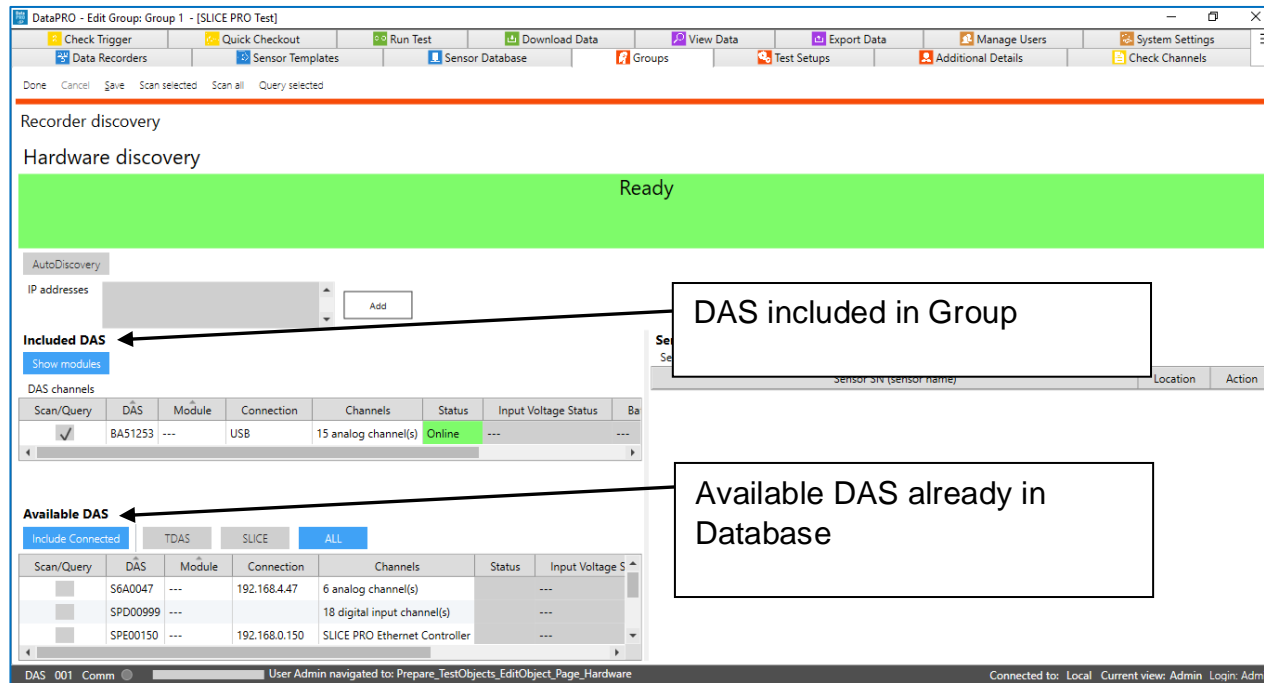 DataPRO - Edit Group: Group 1 - [SLICE PRO Test]
Check Trigger Quick Checkout Run Test Download Data View Data Export Data Manage Users System Settings
Data Recorders Sensor Templates Sensor Database Groups Test Setups Additional Details Check Channels
Done Cancel Save Scan selected Scan all Query selected
Recorder discovery
Hardware discovery
Ready
AutoDiscovery
IP addresses
Add
DAS included in Group
Included DAS
Show modules
DAS channels
Sensor SN (sensor name) Location Action
Scan/Query DAS Module Connection Channels Status Input Voltage Status Ba
BA51253 --- USB 15 analog channel(s) Online --- ---
Available DAS already in
Database
Available DAS
Include Connected TDAS SLICE ALL
Scan/Query DAS Module Connection Channels Status Input Voltage S
S6A0047 --- 192.168.4.47 6 analog channel(s) ---
SPD00999 --- 18 digital input channel(s) ---
SPE00150 --- 192.168.0.150 SLICE PRO Ethernet Controller ---
DAS 001 Comm User Admin navigated to: Prepare_TestObjects_EditObject_Page_Hardware Connected to: Local Current view: Admin Login: Adm